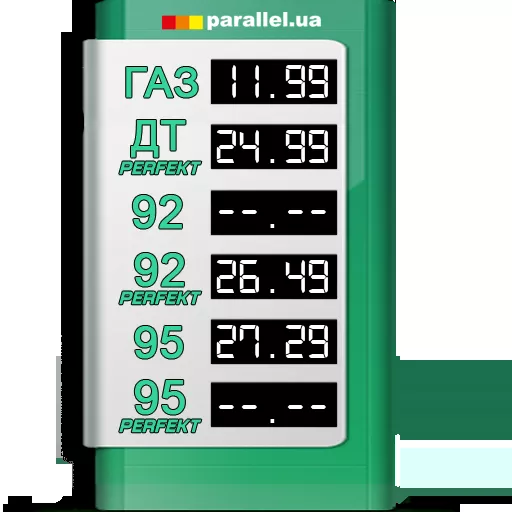 parallel.ua
ГАЗ 11.99
ДТ PERFEKT 24.99
92 --.--
92 PERFEKT 26.49
95 27.29
95 PERFEKT --.--